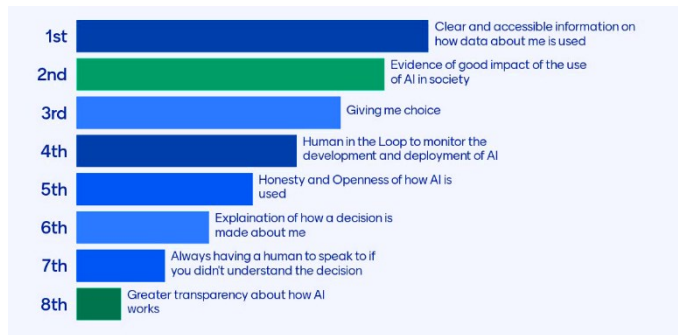 1st
Clear and accessible information on
how data about me is used
2nd
Evidence of good impact of the use
of AI in society
3rd
Giving me choice
4th
Human in the Loop to monitor the
development and deployment of AI
5th
Honesty and Openness of how AI is
used
6th
Explaination of how a decision is
made about me
7th
Always having a human to speak to if
you didn't understand the decision
8th
Greater transparency about how AI
works